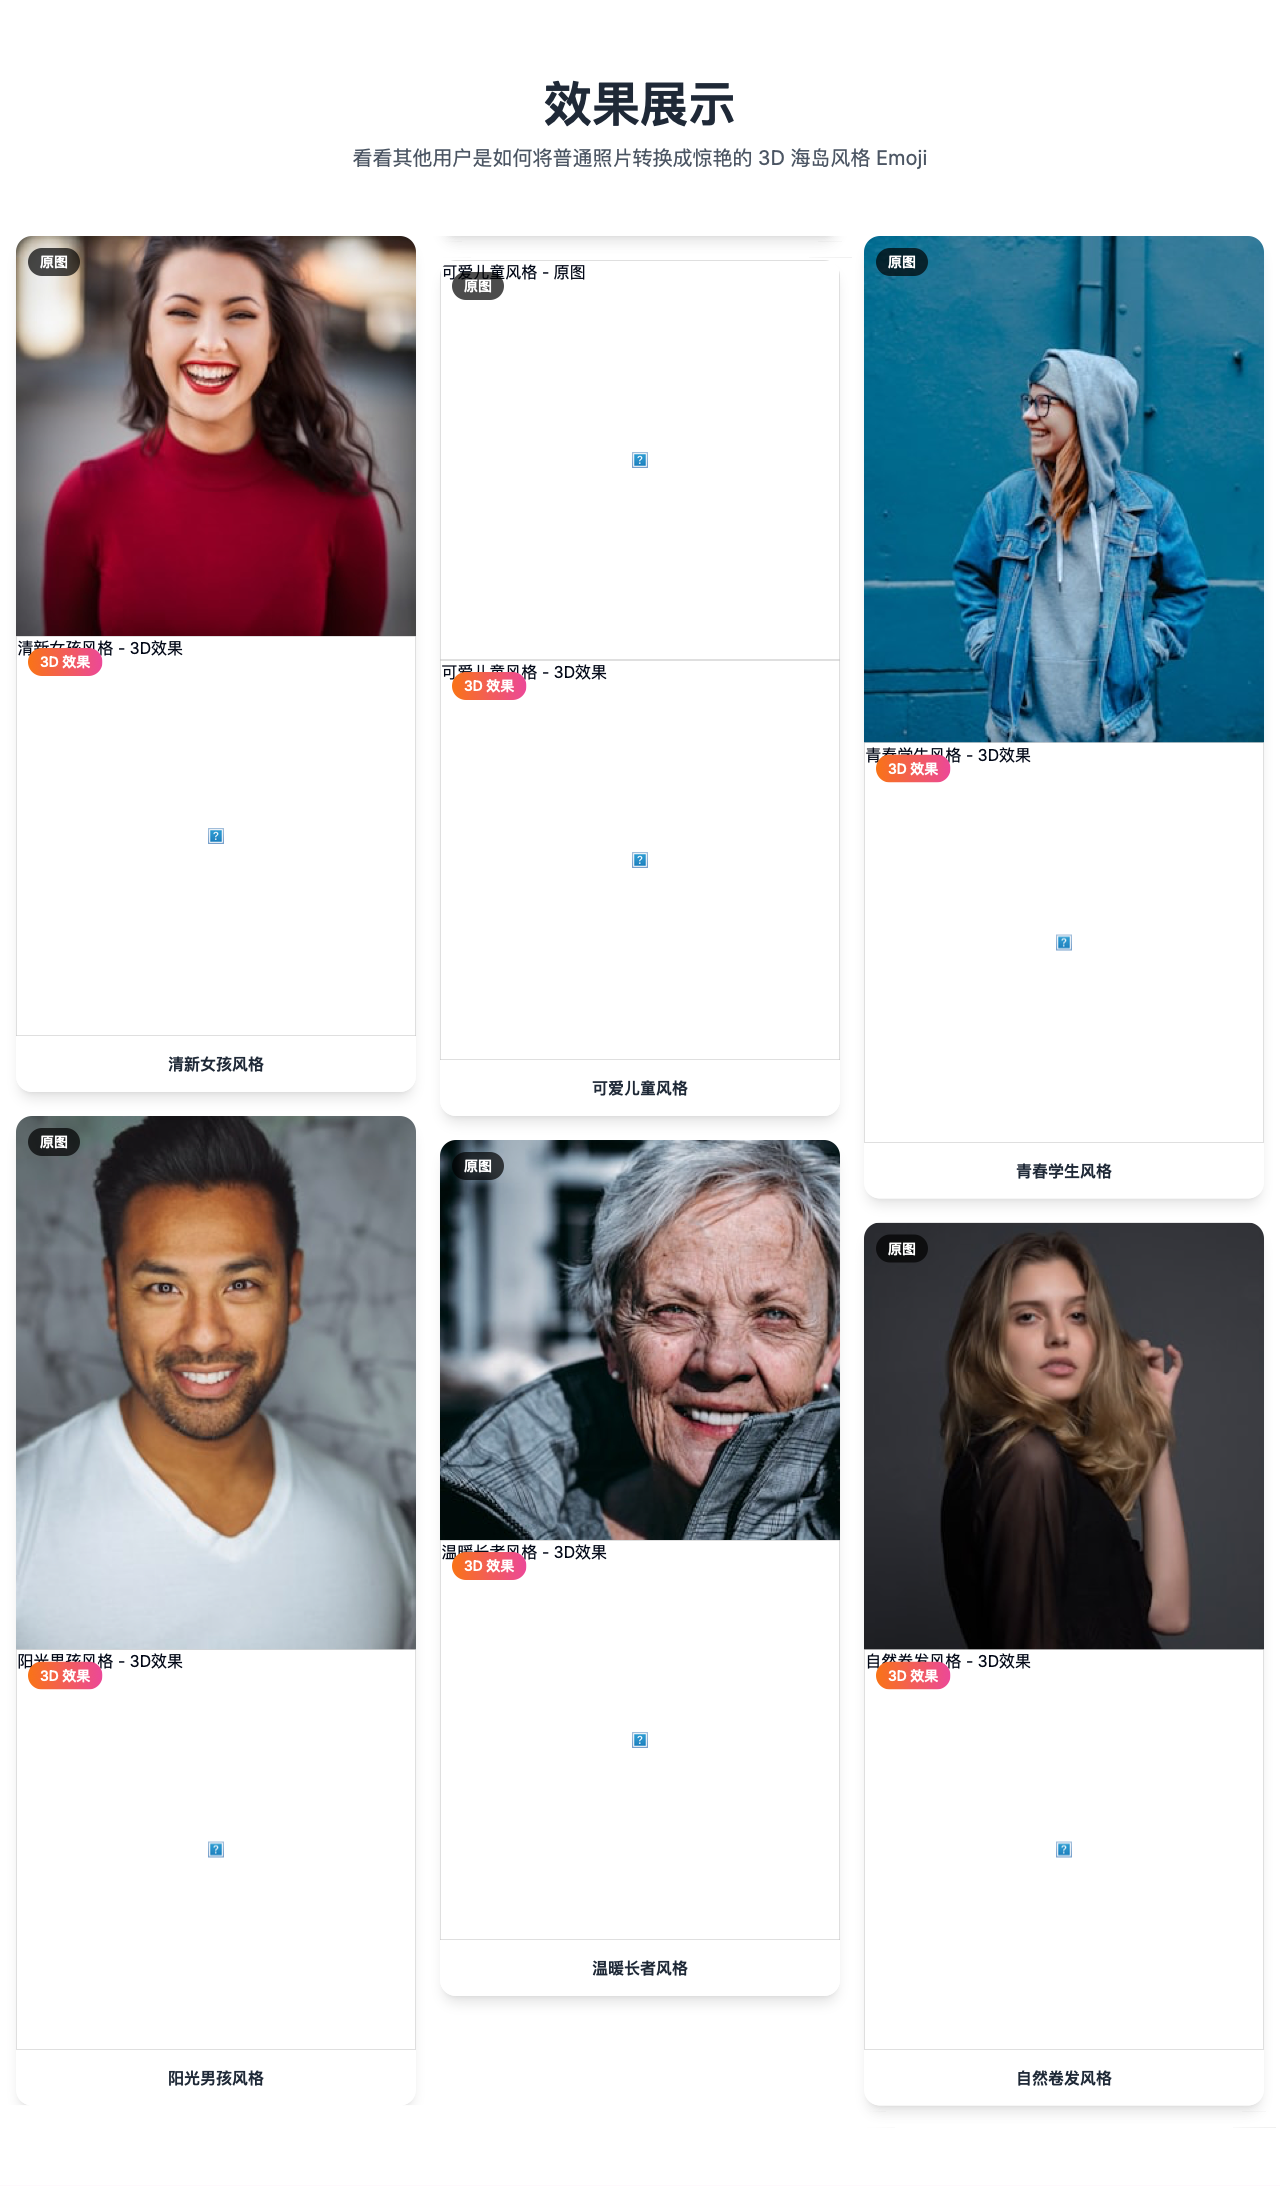 效果展示
看看其他用户是如何将普通照片转换成惊艳的 3D 海岛风格 Emoji
原图
清新女孩风格 - 3D效果
3D 效果
清新女孩风格
原图
阳光男孩风格 - 3D效果
3D 效果
阳光男孩风格
可爱儿童风格 - 原图
原图
可爱儿童风格 - 3D效果
3D 效果
可爱儿童风格
原图
温暖长者风格 - 3D效果
3D 效果
温暖长者风格
原图
青春学生风格 - 3D效果
3D 效果
青春学生风格
原图
自然卷发风格 - 3D效果
3D 效果
自然卷发风格